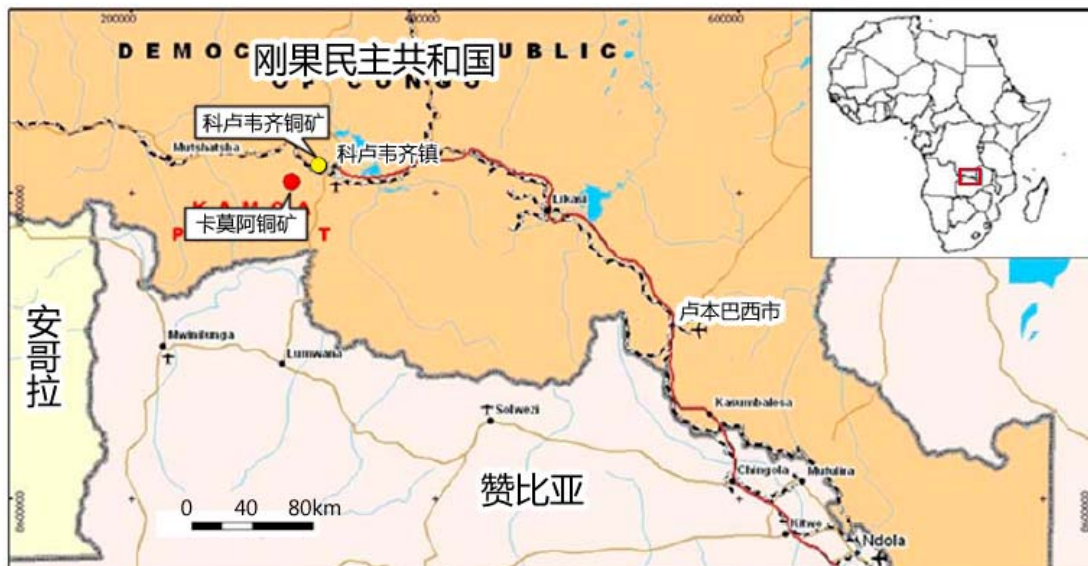 200000
600000
DEMOC
UBLIC
刚果民主共和国
OF CONGO
科卢韦齐铜矿
Mutshatsha
科卢韦齐镇
Likasi
卡莫阿铜矿
安哥拉
卢本巴西市
Mwinilunga
Lumwana
Kasumbalesa
Solwezi
Chingola
Mufulira
赞比亚
0 40 80km
Kitwe
Ndola